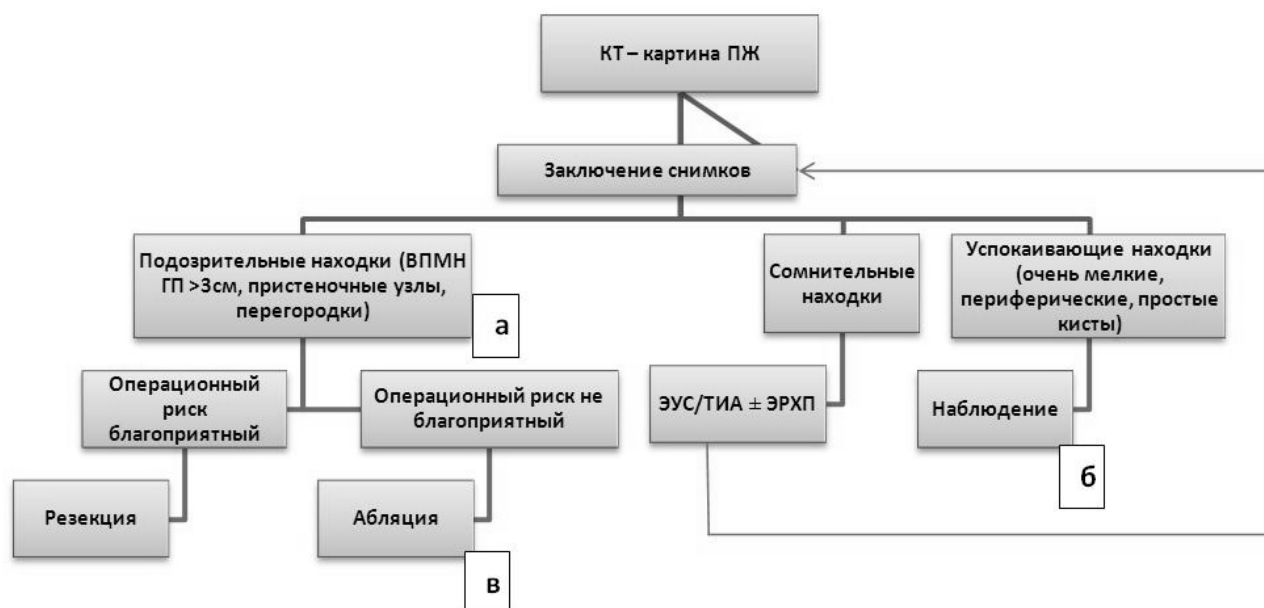 КТ – картина ПЖ
Заключение снимков
Подозрительные находки (ВПМН
ГП >3см, пристеночные узлы,
перегородки)
а
Сомнительные
находки
Успокаивающие находки
(очень мелкие,
периферические, простые
кисты)
Операционный
риск
благоприятный
Операционный риск не
благоприятный
ЭУС/ТИА ± ЭРХП
Наблюдение
б
Резекция
Абляция
в